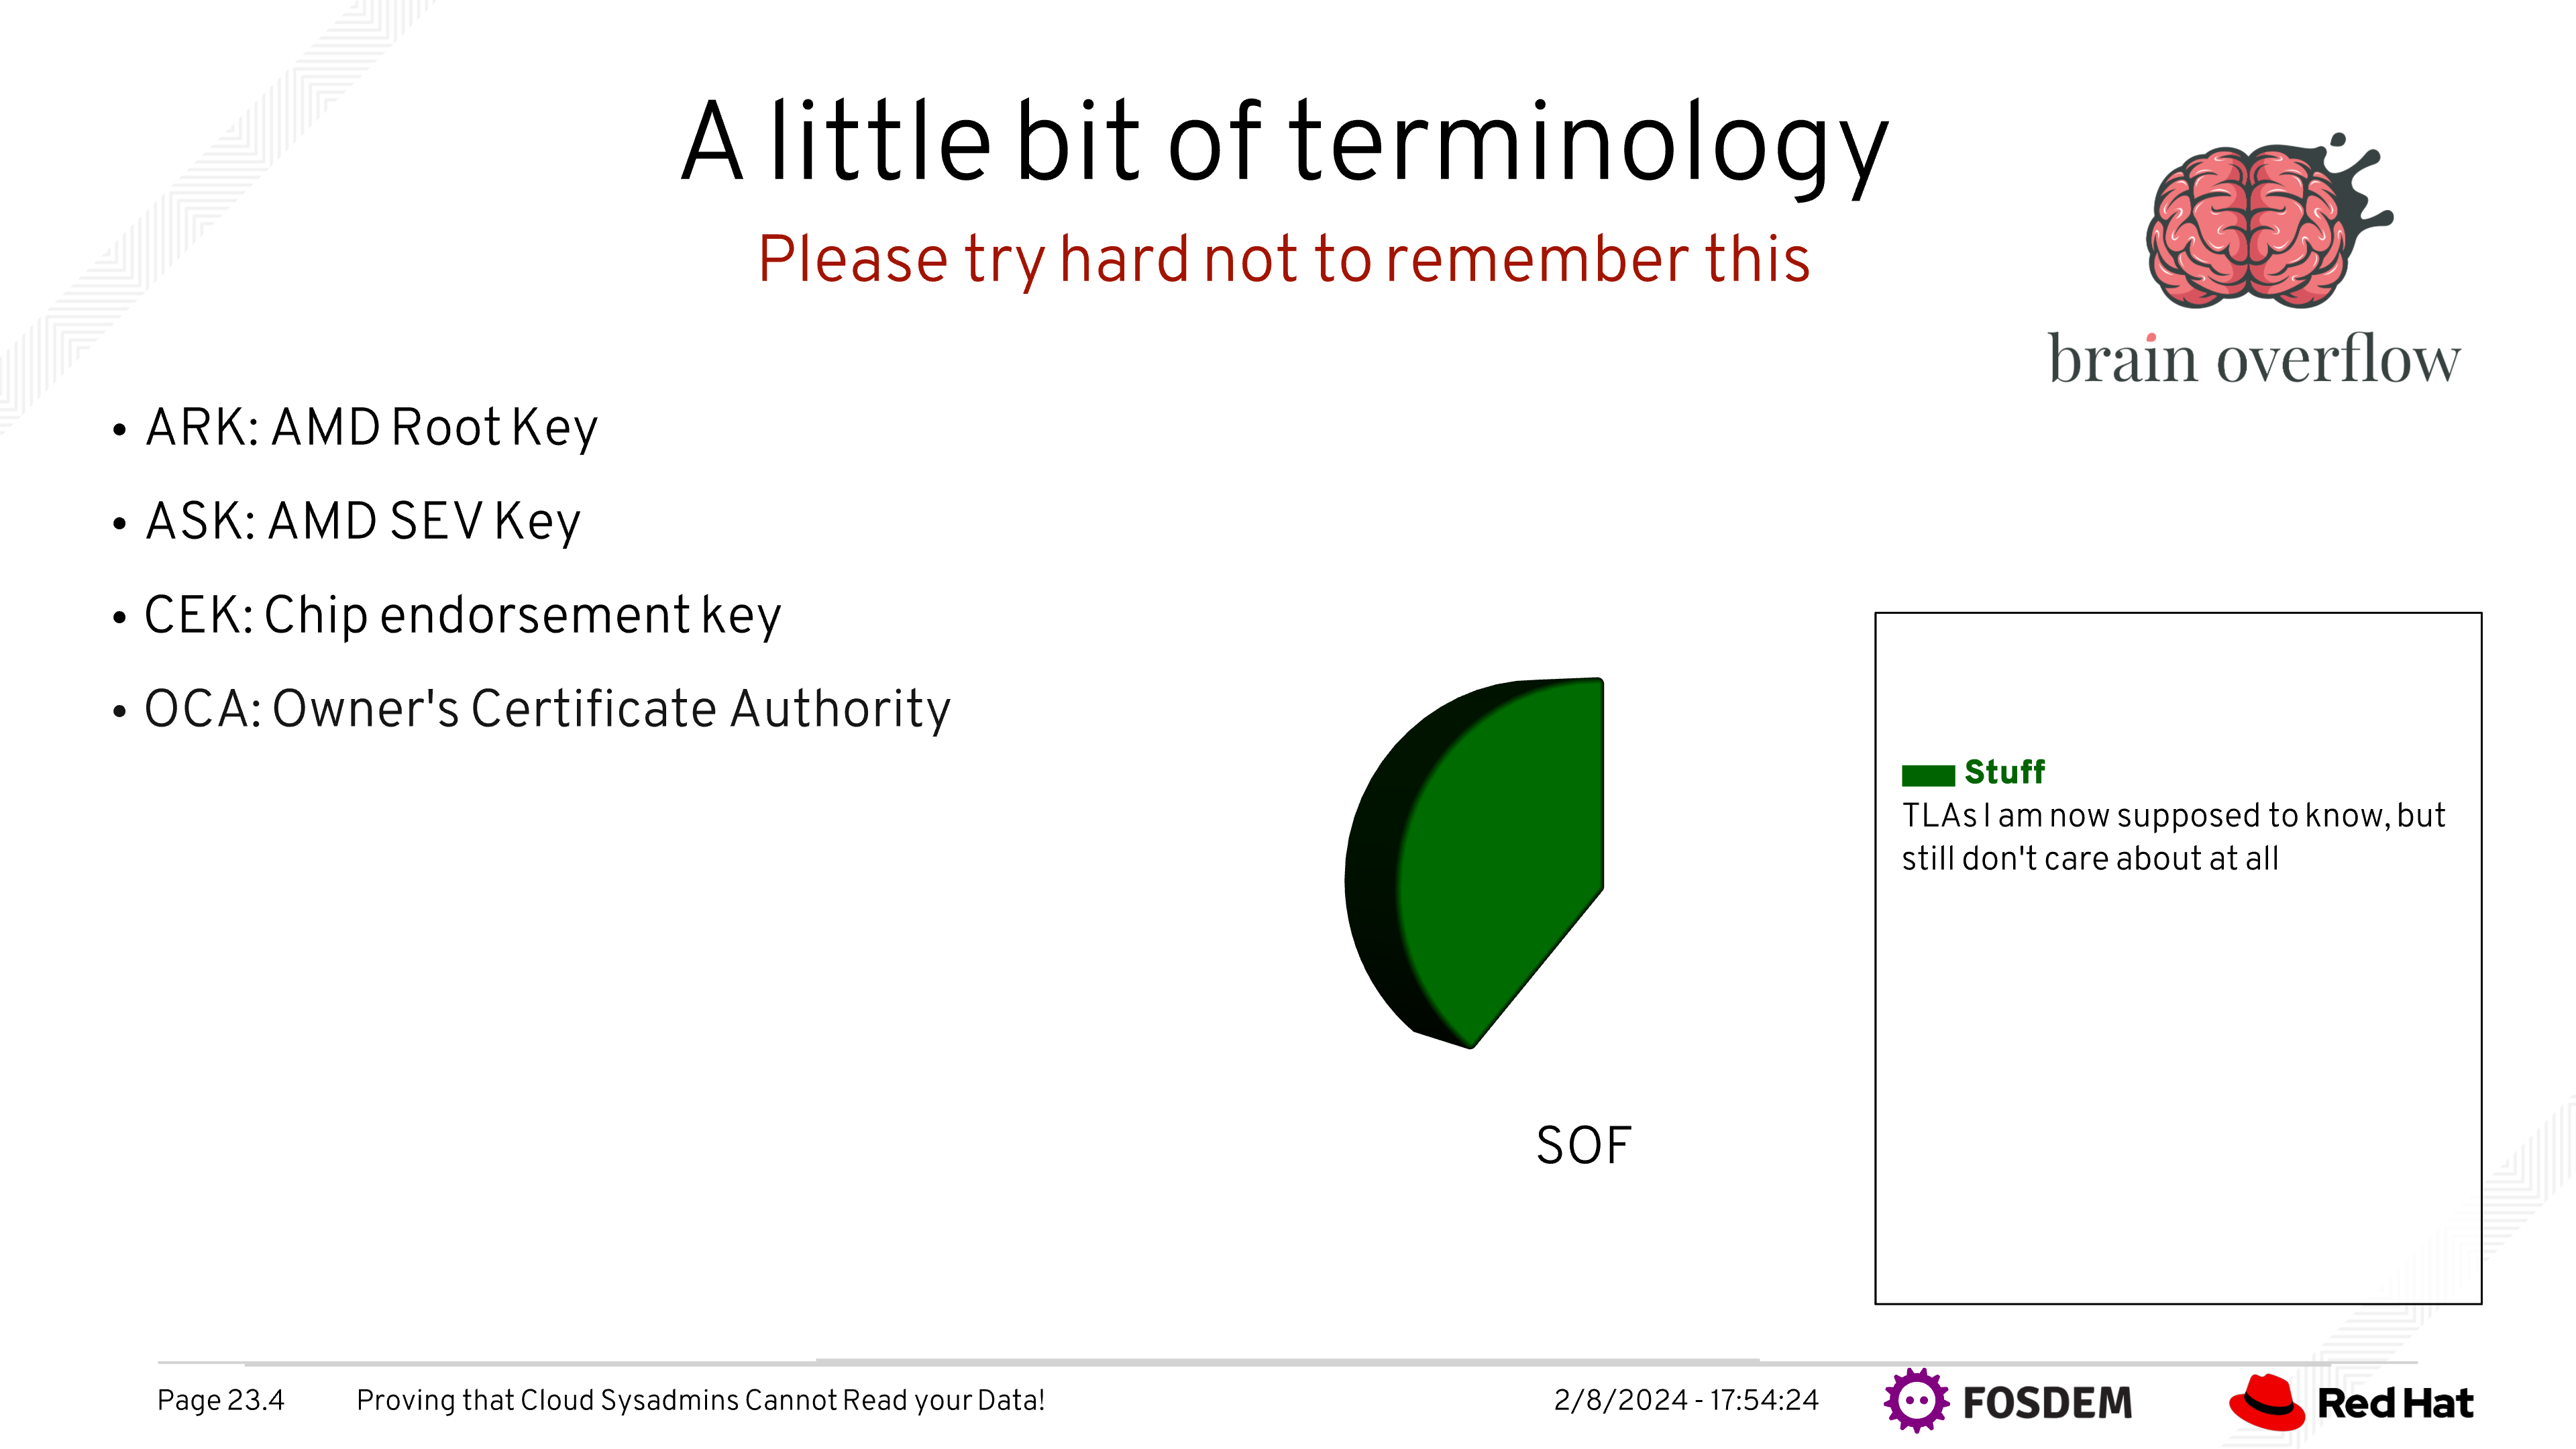 A little bit of terminology
Please try hard not to remember this
brain overflow
• ARK: AMD Root Key
• ASK: AMD SEV Key
• CEK: Chip endorsement key
• OCA: Owner's Certificate Authority
Stuff
TLAs I am now supposed to know, but
still don't care about at all
SOF
Page 23.4 Proving that Cloud Sysadmins Cannot Read your Data! 2/8/2024 - 17:54:24 FOSDEM Red Hat